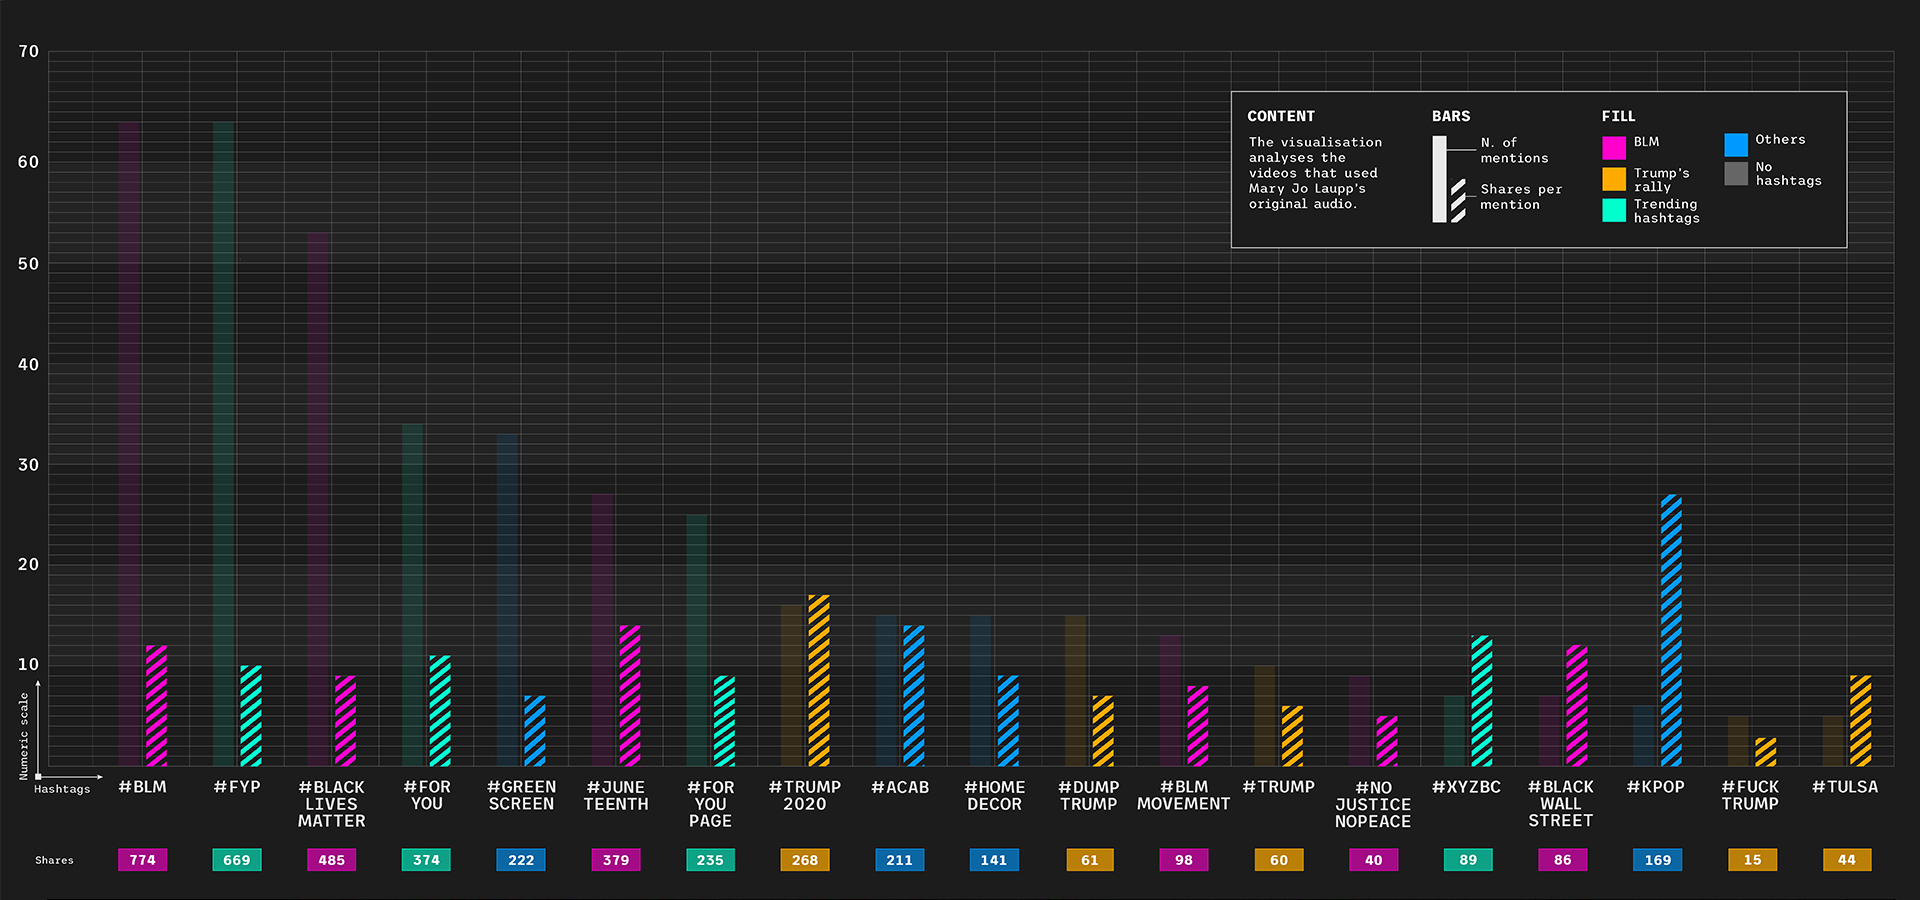 70
60
50
40
30
20
10
Numeric scale
Hashtags
CONTENT
The visualisation
analyses the
videos that used
Mary Jo Laupp's
original audio.
BARS
N. of
mentions
Shares per
mention
FILL
BLM
Trump's
rally
Trending
hashtags
Others
No
hashtags
#BLM
#FYP
#BLACK
LIVES
MATTER
#FOR
YOU
#GREEN
SCREEN
#JUNE
TEENTH
#FOR
YOU
PAGE
#TRUMP
2020
#ACAB
#HOME
DECOR
#DUMP
TRUMP
#BLM
MOVEMENT
#TRUMP
#NO
JUSTICE
NOPEACE
#XYZBC
#BLACK
WALL
STREET
#KPOP
#FUCK
TRUMP
#TULSA
Shares
774
669
485
374
222
379
235
268
211
141
61
98
60
40
89
86
169
15
44